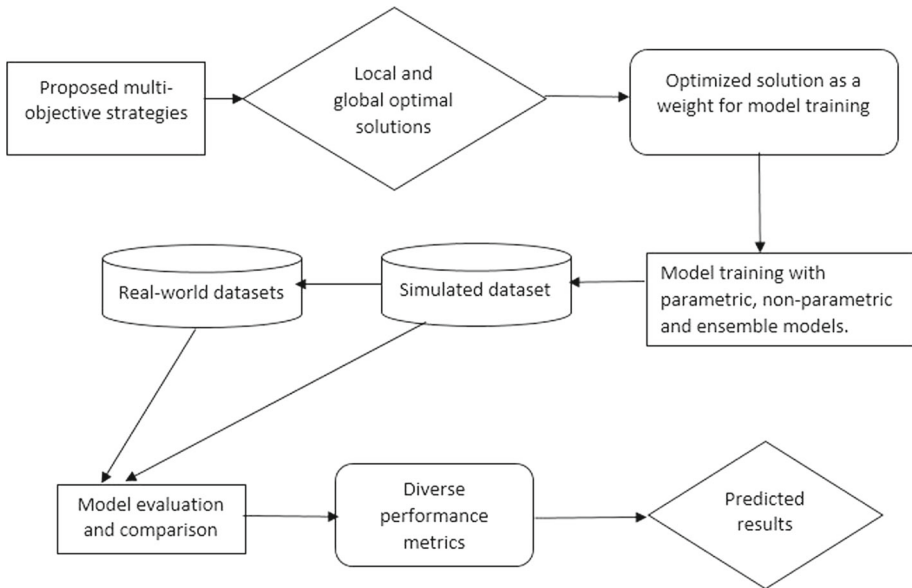 Proposed multi-
objective strategies
Local and
global optimal
solutions
Optimized solution as a
weight for model training
Model training with
parametric, non-parametric
and ensemble models.
Simulated dataset
Real-world datasets
Model evaluation
and comparison
Diverse
performance
metrics
Predicted
results